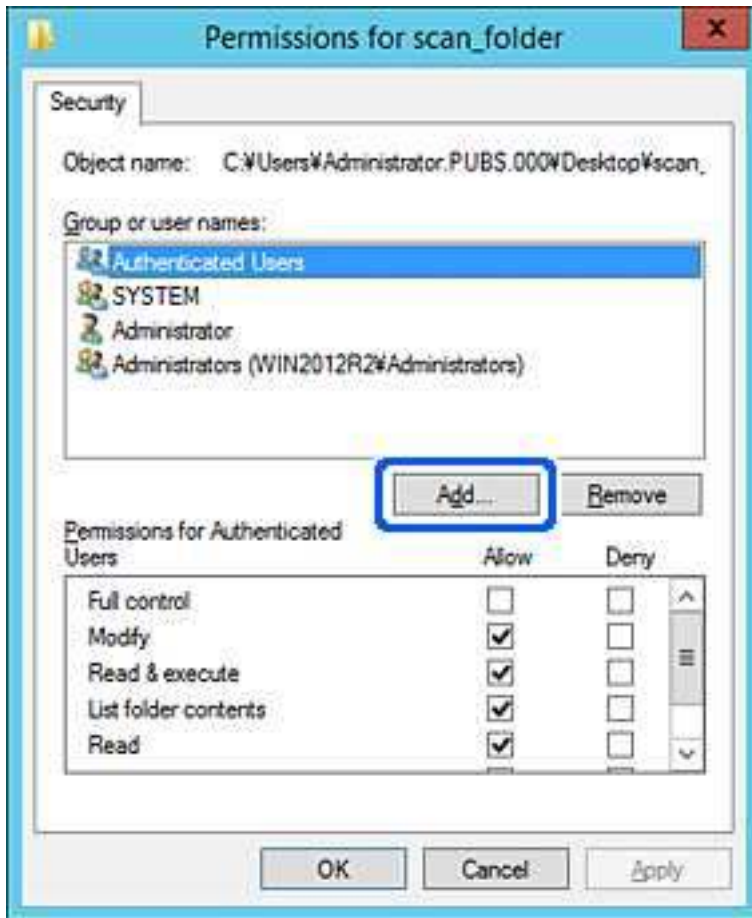 Permissions for scan_folder
Security
Object name: C:¥Users¥Administrator.PUBS.000¥Desktop¥scan_
Group or user names:
Authenticated Users
SYSTEM
Administrator
Administrators (WIN2012R2¥Administrators)
Add... Remove
Permissions for Authenticated
Users Allow Deny
Full control
Modify
Read & execute
List folder contents
Read
OK Cancel Apply